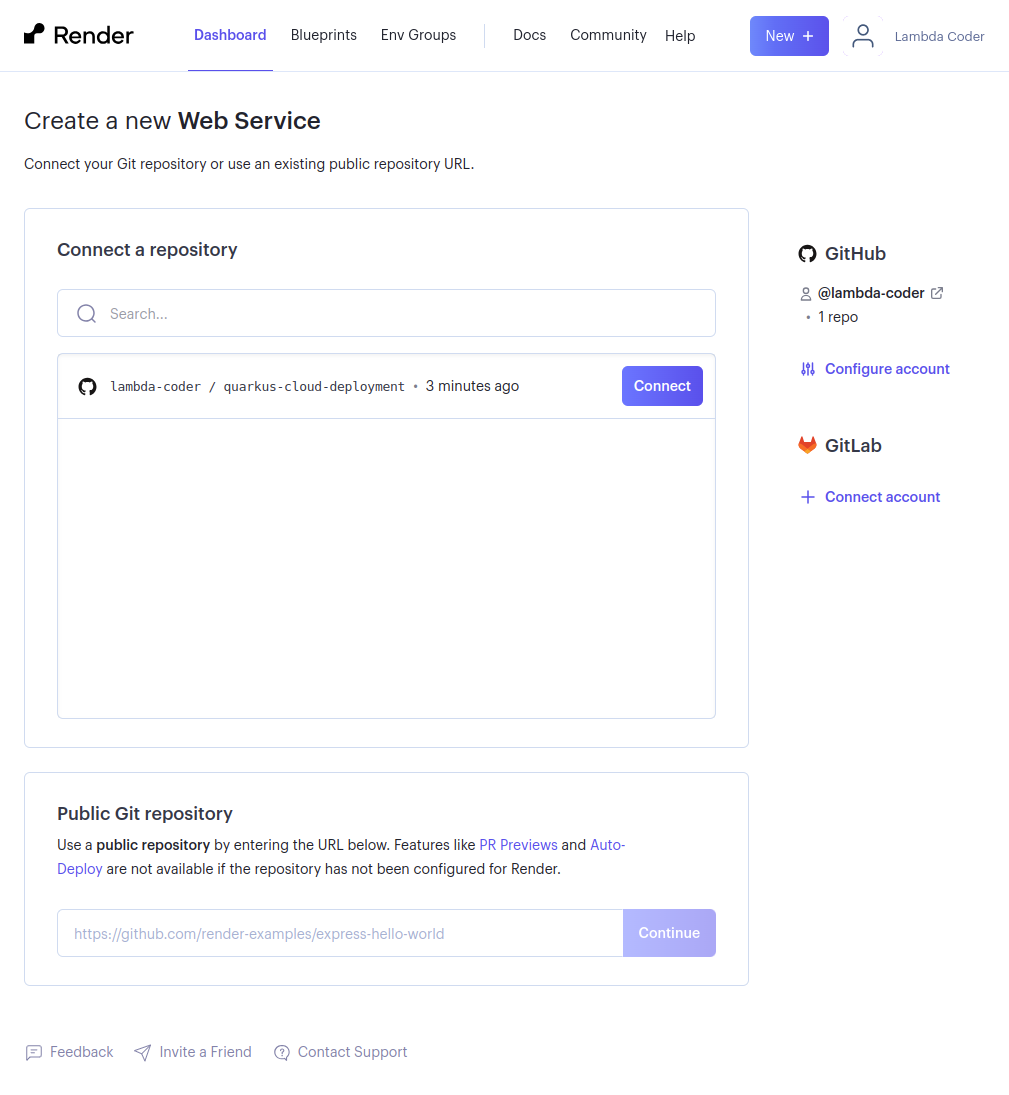 Render Dashboard Blueprints Env Groups Docs Community Help New + Lambda Coder
Create a new Web Service
Connect your Git repository or use an existing public repository URL.
Connect a repository
Search...
lambda-coder / quarkus-cloud-deployment • 3 minutes ago Connect
GitHub
@lambda-coder
• 1 repo
Configure account
GitLab
Connect account
Public Git repository
Use a public repository by entering the URL below. Features like PR Previews and Auto-
Deploy are not available if the repository has not been configured for Render.
https://github.com/render-examples/express-hello-world Continue
Feedback Invite a Friend Contact Support